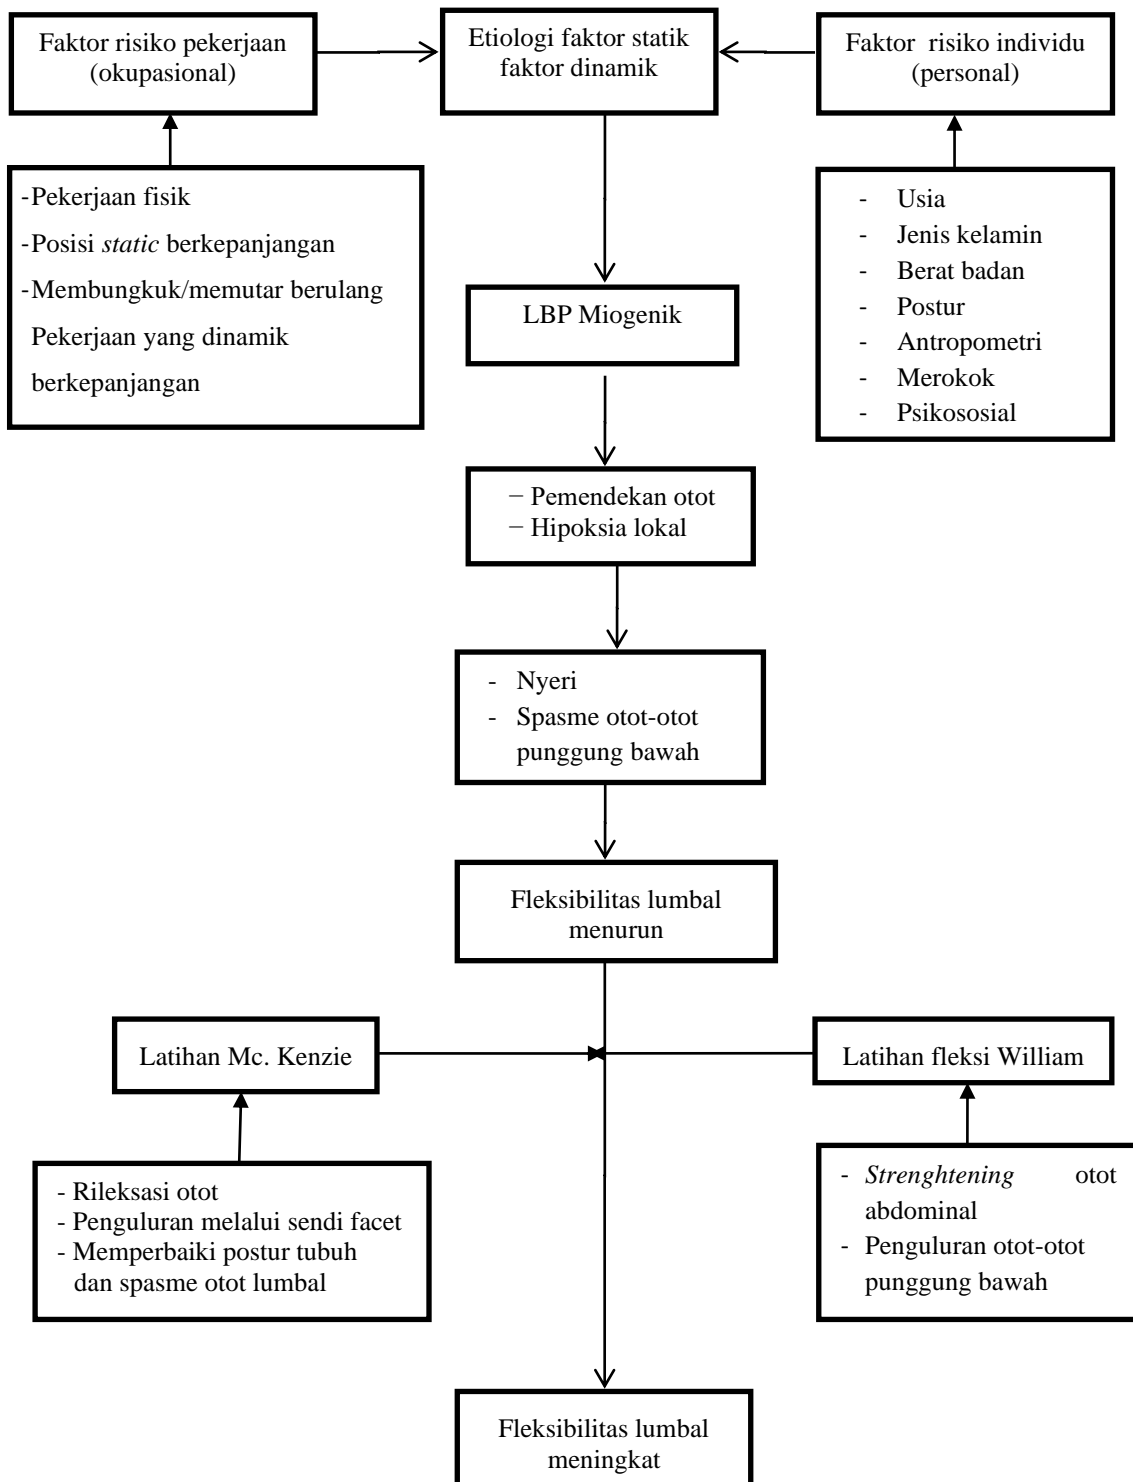 Faktor risiko pekerjaan
(okupasional)
Etiologi faktor statik
faktor dinamik
Faktor risiko individu
(personal)
-Pekerjaan fisik
-Posisi static berkepanjangan
-Membungkuk/memutar berulang
Pekerjaan yang dinamik
berkepanjangan
- Usia
- Jenis kelamin
- Berat badan
- Postur
- Antropometri
- Merokok
- Psikososial
LBP Miogenik
− Pemendekan otot
− Hipoksia lokal
- Nyeri
- Spasme otot-otot
punggung bawah
Fleksibilitas lumbal
menurun
Latihan Mc. Kenzie
Latihan fleksi William
- Rileksasi otot
- Penguluran melalui sendi facet
- Memperbaiki postur tubuh
dan spasme otot lumbal
- Strenghtening otot
abdominal
- Penguluran otot-otot
punggung bawah
Fleksibilitas lumbal
meningkat